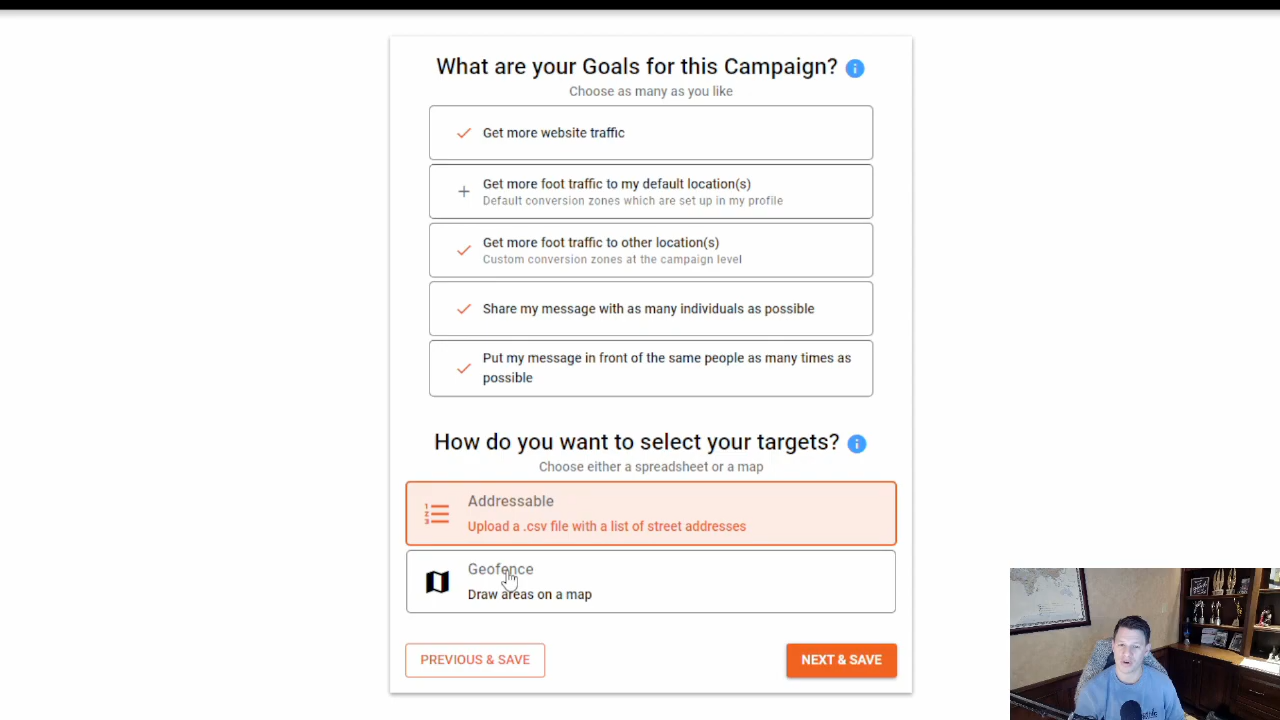 What are your Goals for this Campaign?
Choose as many as you like
Get more website traffic
Get more foot traffic to my default location(s)
Default conversion zones which are set up in my profile
Get more foot traffic to other location(s)
Custom conversion zones at the campaign level
Share my message with as many individuals as possible
Put my message in front of the same people as many times as
possible
How do you want to select your targets?
Choose either a spreadsheet or a map
Addressable
Upload a .csv file with a list of street addresses
Geofence
Draw areas on a map
PREVIOUS & SAVE
NEXT & SAVE